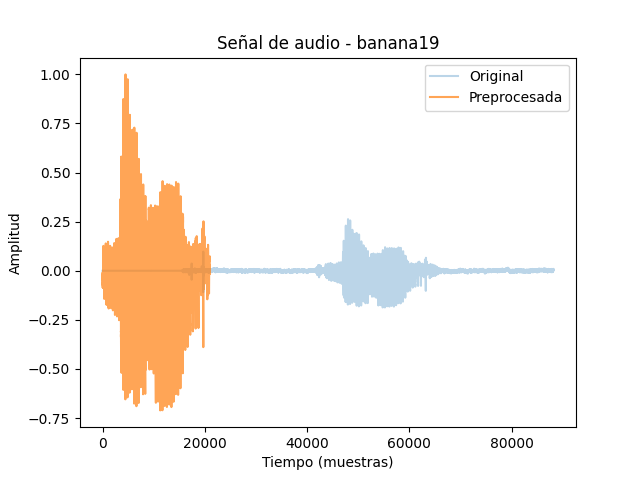 Señal de audio - banana19
Original
Preprocesada
1.00
0.75
0.50
0.25
0.00
−0.25
−0.50
−0.75
Amplitud
0 20000 40000 60000 80000
Tiempo (muestras)